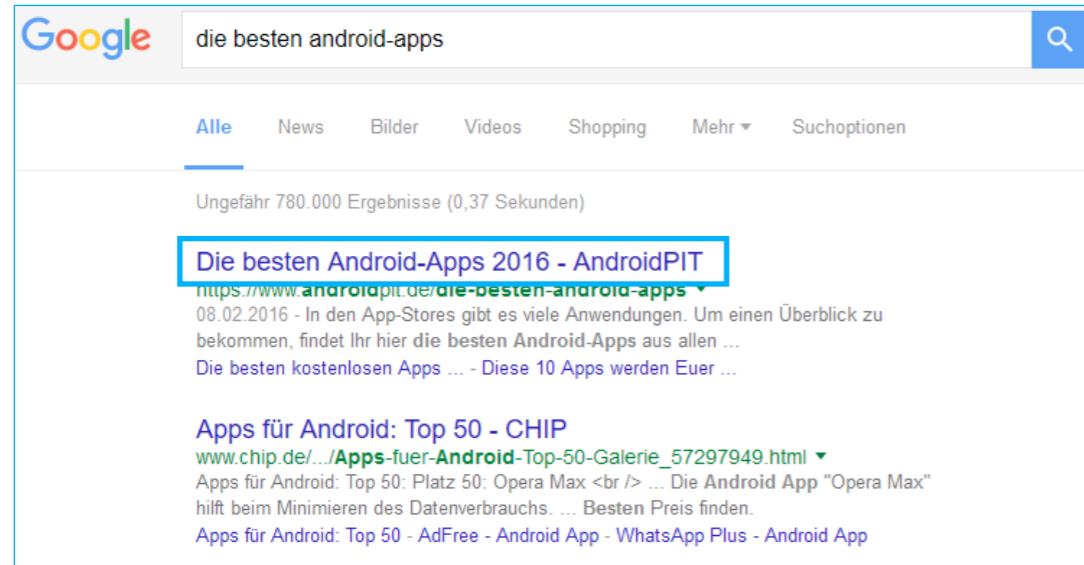 Google
die besten android-apps
Alle News Bilder Videos Shopping Mehr Suchoptionen
Ungefähr 780.000 Ergebnisse (0,37 Sekunden)
Die besten Android-Apps 2016 - AndroidPIT
https://www.androidpit.de/die-besten-android-apps
08.02.2016 - In den App-Stores gibt es viele Anwendungen. Um einen Überblick zu
bekommen, findet Ihr hier die besten Android-Apps aus allen ...
Die besten kostenlosen Apps ... - Diese 10 Apps werden Euer ...
Apps für Android: Top 50 - CHIP
www.chip.de/.../Apps-fuer-Android-Top-50-Galerie_57297949.html
Apps für Android: Top 50: Platz 50: Opera Max <br /> ... Die Android App "Opera Max"
hilft beim Minimieren des Datenverbrauchs. ... Besten Preis finden.
Apps für Android: Top 50 - AdFree - Android App - WhatsApp Plus - Android App